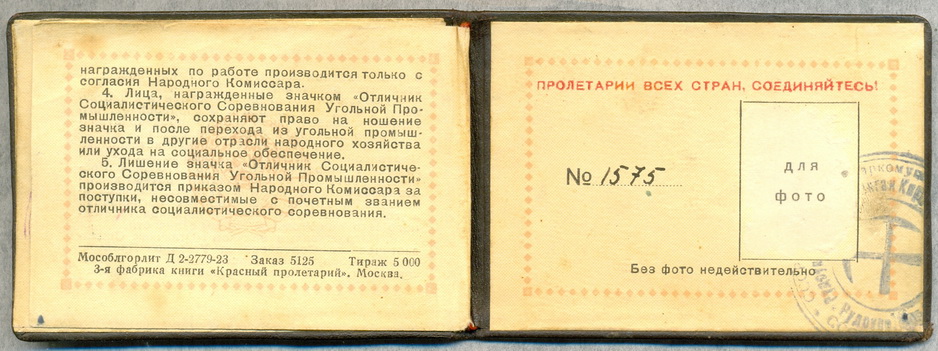 награжденных по работе производится только с
согласия Народного Комиссара.
4. Лица, награжденные значком «Отличник
Социалистического Соревнования Угольной Про-
мышленности», сохраняют право на ношение
значка и после перехода из угольной промыш-
ленности в другие отрасли народного хозяйства
или ухода на социальное обеспечение.
5. Лишение значка «Отличник Социалистиче-
ского Соревнования Угольной Промышленности»
производится приказом Народного Комиссара за
поступки, несовместимые с почетным званием
отличника социалистического соревнования.
Мособлгорлит Д 2-2779-23 Заказ 5125 Тираж 5 000
3-я фабрика книги «Красный пролетарий». Москва.
ПРОЛЕТАРИИ ВСЕХ СТРАН, СОЕДИНЯЙТЕСЬ!
№ 1575
для
фото
Без фото недействительно